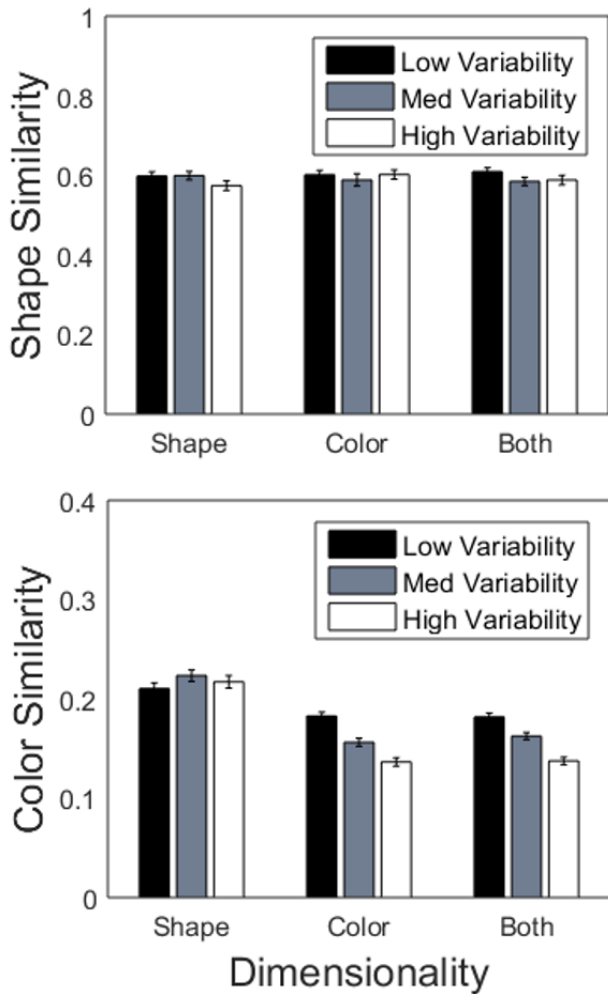 Shape Similarity
1
0.8
0.6
0.4
0.2
0
Low Variability
Med Variability
High Variability
Shape Color Both
Color Similarity
0.4
0.3
0.2
0.1
0
Low Variability
Med Variability
High Variability
Shape Color Both
Dimensionality